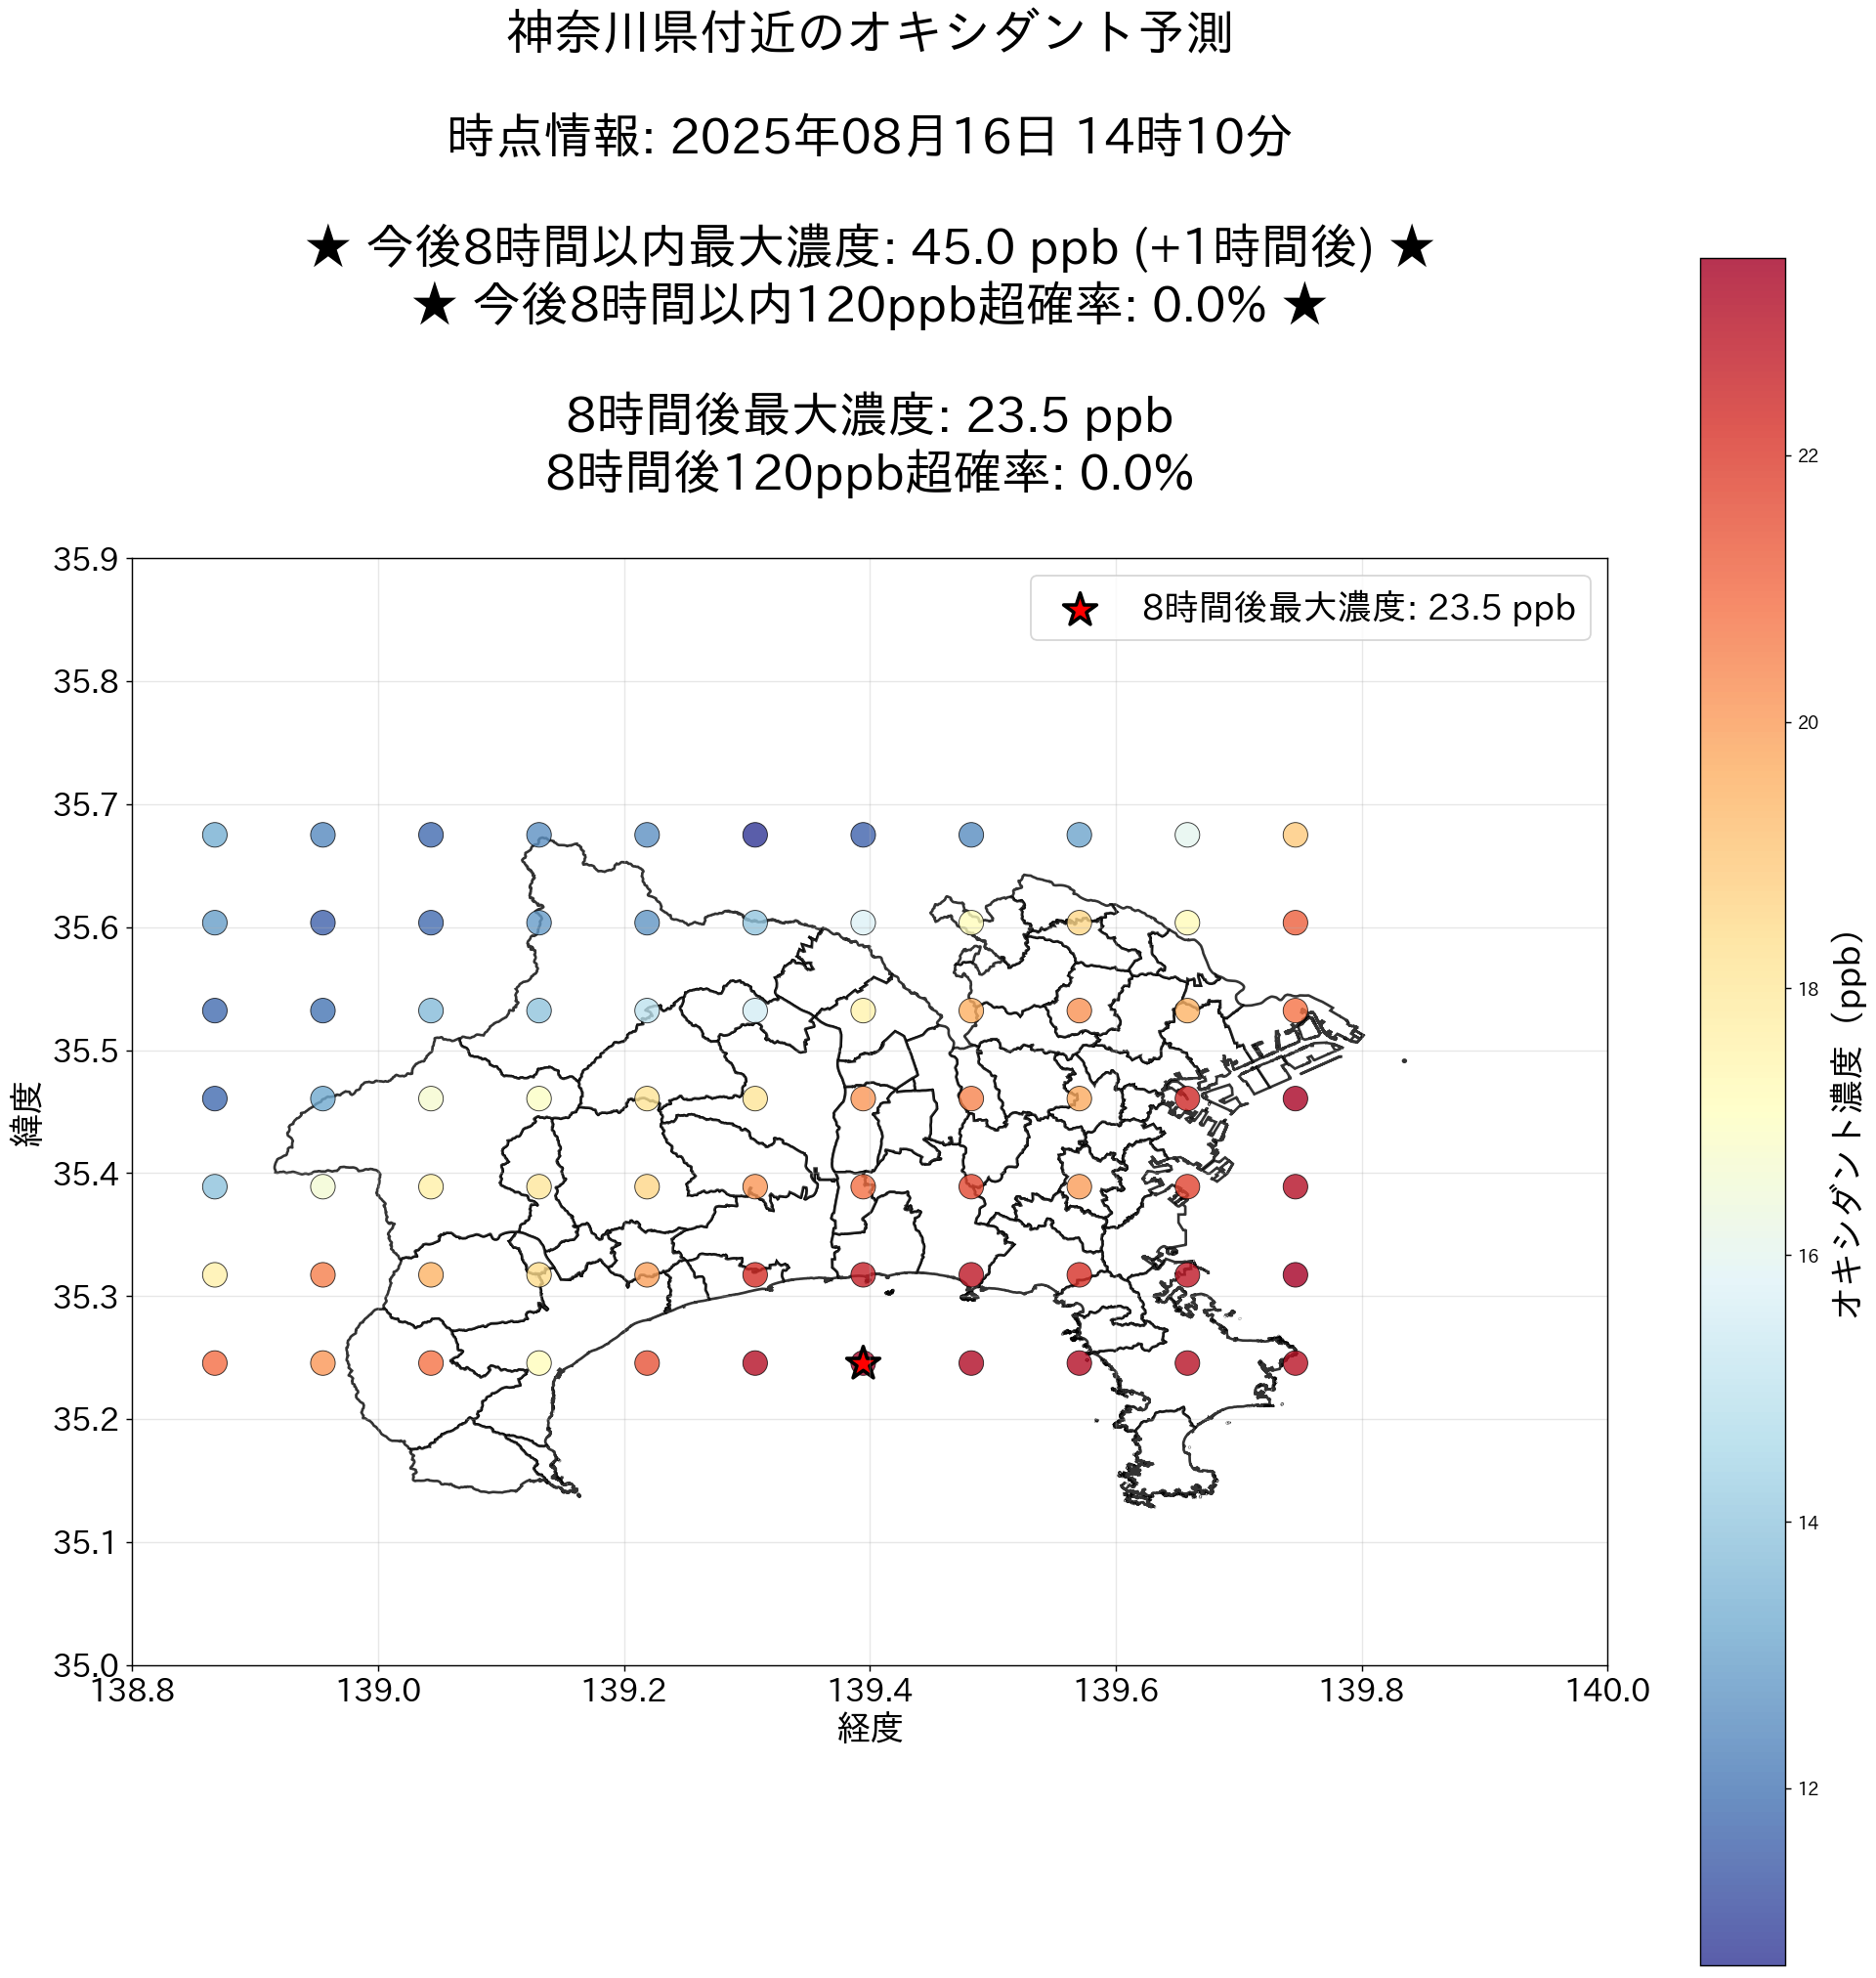 神奈川県付近のオキシダント予測
時点情報: 2025年08月16日 14時10分
★ 今後8時間以内最大濃度: 45.0 ppb (+1時間後) ★
★ 今後8時間以内120ppb超確率: 0.0% ★
8時間後最大濃度: 23.5 ppb
8時間後120ppb超確率: 0.0%
8時間後最大濃度: 23.5 ppb
35.9
35.8
35.7
35.6
35.5
35.4
35.3
35.2
35.1
35.0
緯度
138.8
139.0
139.2
139.4
139.6
139.8
140.0
経度
22
20
18
16
14
12
オキシダント濃度（ppb）